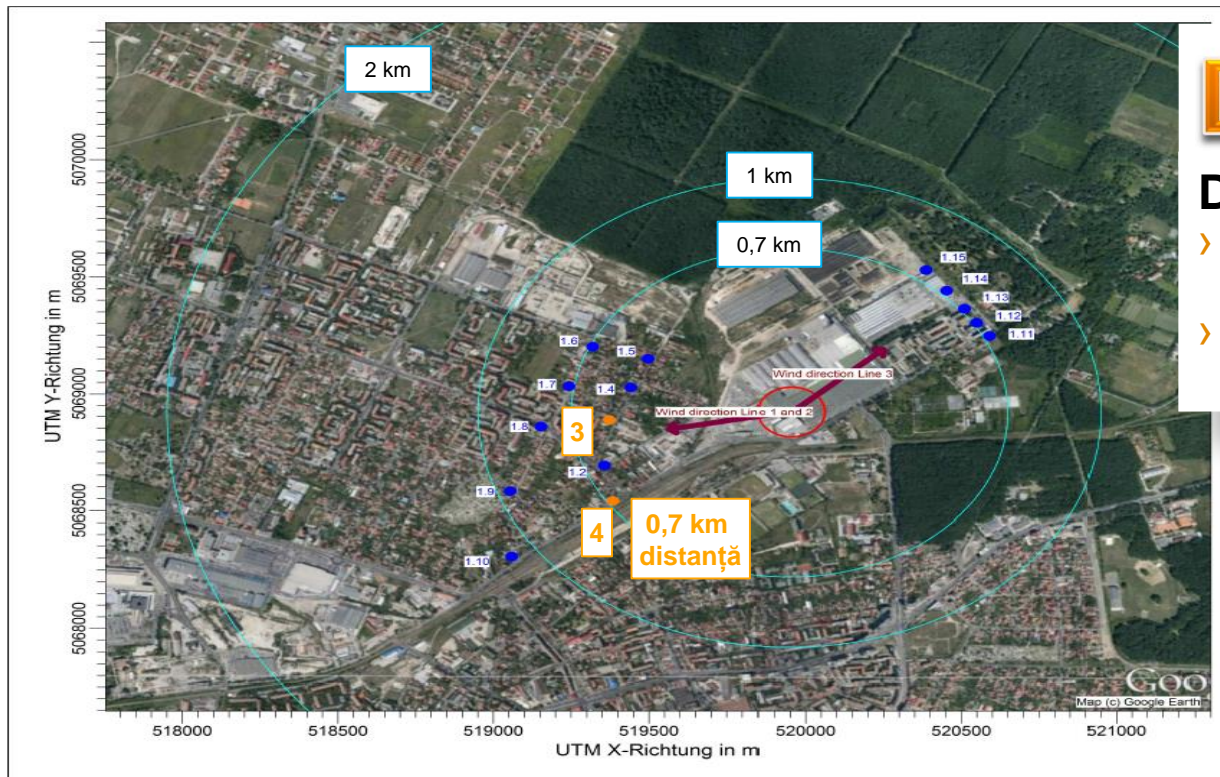 2 km
1 km
0,7 km
D
›
›
1.15
1.14
1.13
1.12
1.11
1.6
1.5
1.7
1.4
Wind direction Line 3
Wind direction Line 1 and 2
1.8
3
1.2
1.9
4
0,7 km
distanță
1.10
UTM Y-Richtung in m
5070000
5069500
5069000
5068500
5068000
518000
518500
519000
519500
520000
520500
521000
UTM X-Richtung in m
Goo
Map (c) Google Earth